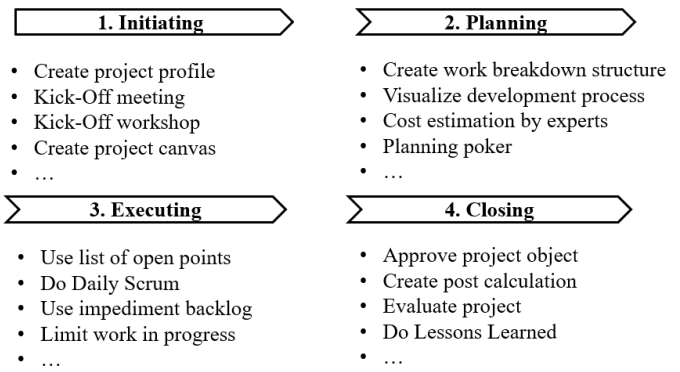 1. Initiating
• Create project profile
• Kick-Off meeting
• Kick-Off workshop
• Create project canvas
• …
2. Planning
• Create work breakdown structure
• Visualize development process
• Cost estimation by experts
• Planning poker
• …
3. Executing
• Use list of open points
• Do Daily Scrum
• Use impediment backlog
• Limit work in progress
• …
4. Closing
• Approve project object
• Create post calculation
• Evaluate project
• Do Lessons Learned
• …